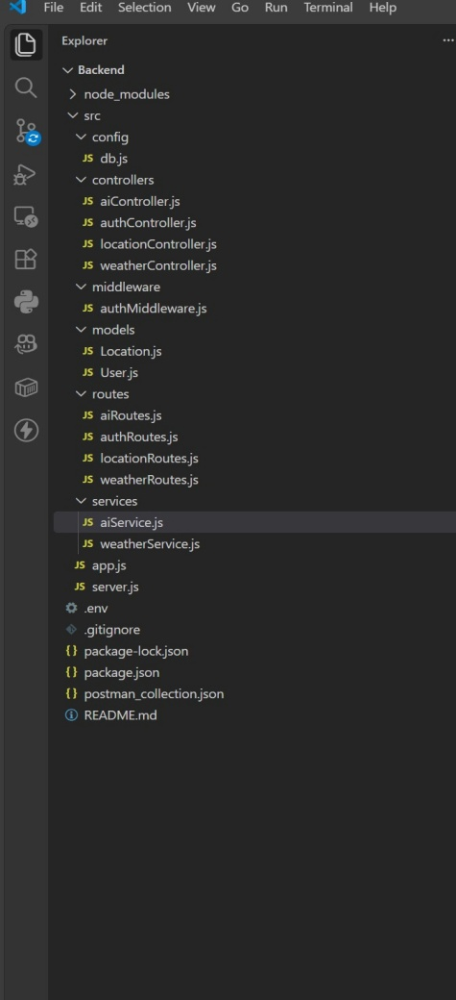 File Edit Selection View Go Run Terminal Help
Explorer ...
Backend
node_modules
src
config
JS db.js
controllers
JS aiController.js
JS authController.js
JS locationController.js
JS weatherController.js
middleware
JS authMiddleware.js
models
JS Location.js
JS User.js
routes
JS aiRoutes.js
JS authRoutes.js
JS locationRoutes.js
JS weatherRoutes.js
services
JS aiService.js
JS weatherService.js
JS app.js
JS server.js
.env
.gitignore
{} package-lock.json
{} package.json
{} postman_collection.json
README.md